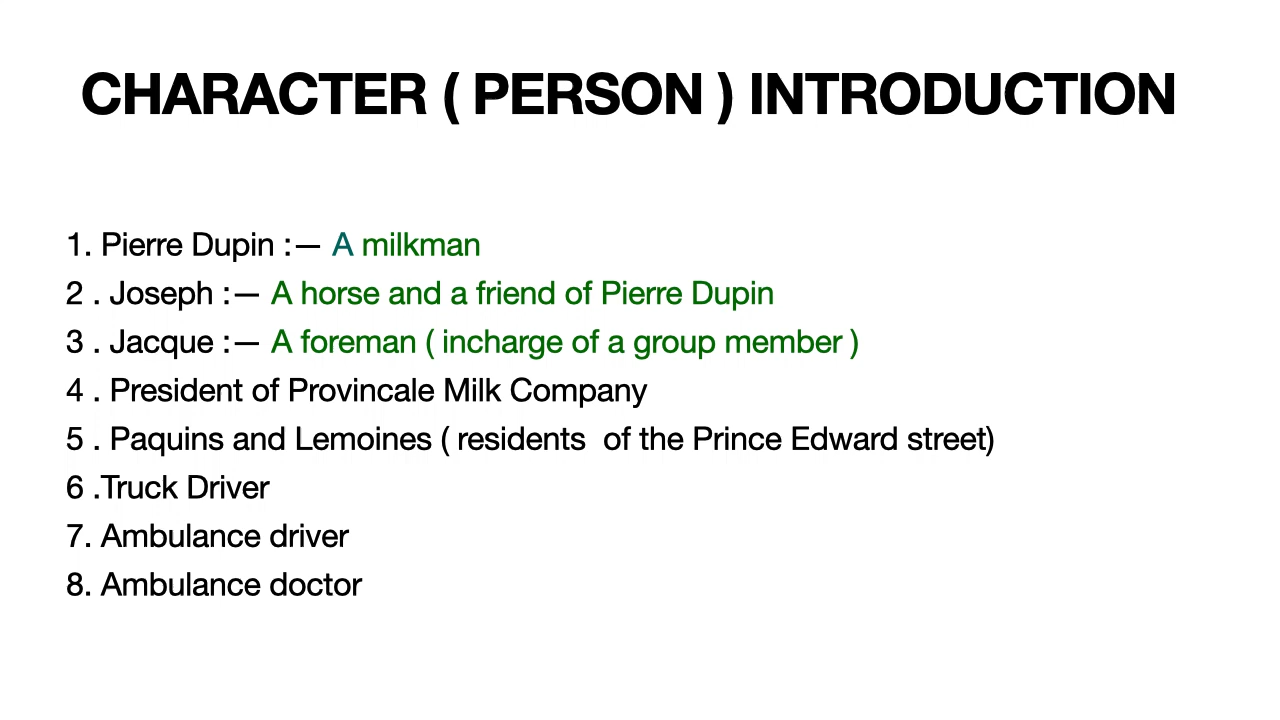 CHARACTER ( PERSON ) INTRODUCTION
1. Pierre Dupin :— A milkman
2 . Joseph :— A horse and a friend of Pierre Dupin
3 . Jacque :— A foreman ( incharge of a group member )
4 . President of Provincale Milk Company
5 . Paquins and Lemoines ( residents  of the Prince Edward street)
6 .Truck Driver
7. Ambulance driver
8. Ambulance doctor